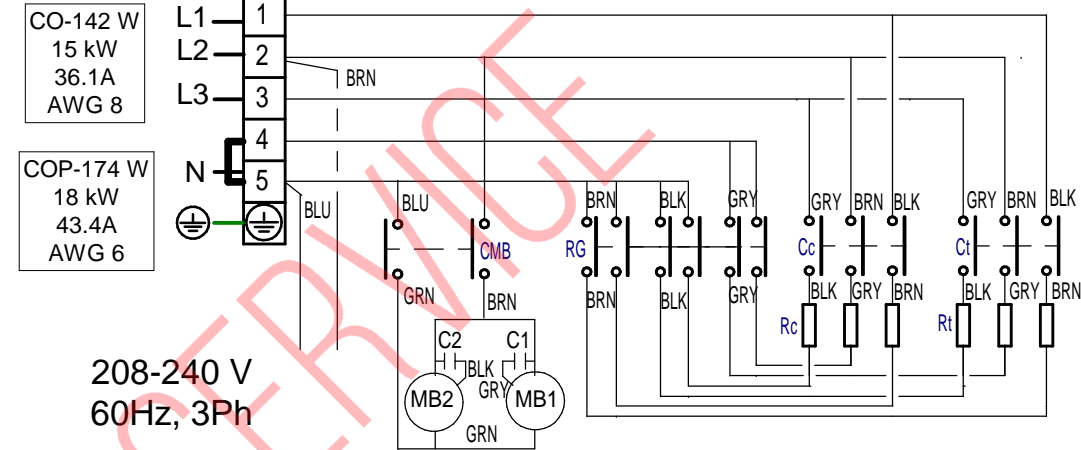 CO-142 W
15 kW
36.1A
AWG 8
COP-174 W
18 kW
43.4A
AWG 6
L1 1
L2 2
L3 3
4
N 5
BRN
BLU
BLU
CMB
GRN
BRN
C2
C1
BLK
GRY
MB2
MB1
GRN
BRN BLK GRY
RG
BRN BLK GRY
GRY BRN BLK
Cc
BLK GRY BRN
Rc
GRY BRN BLK
Ct
BLK GRY BRN
Rt
208-240 V
60Hz, 3Ph
SERVICE